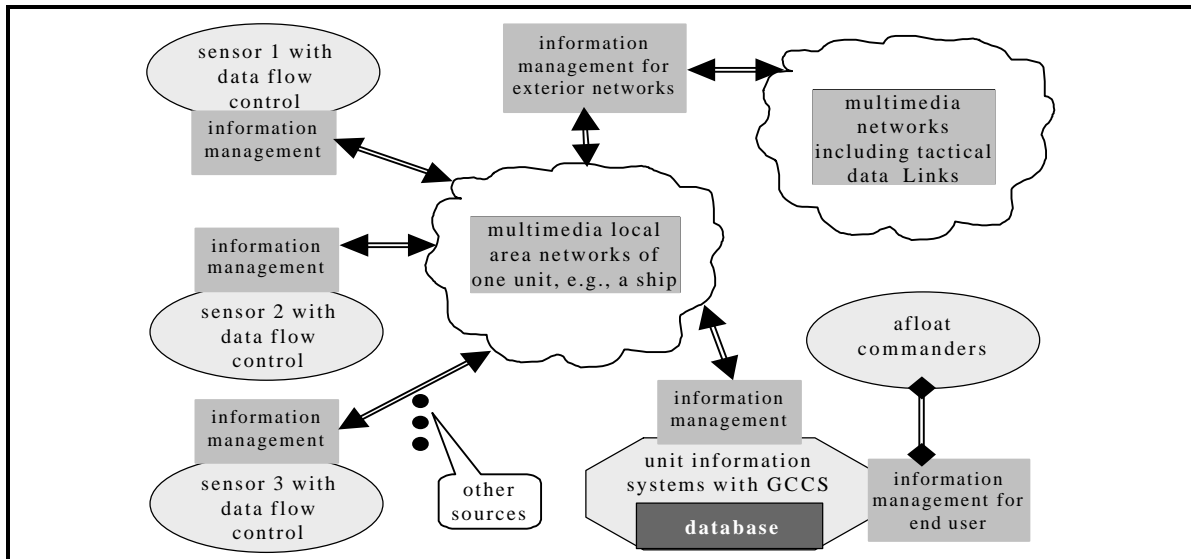 sensor 1 with
data flow
control
information
management
information
management for
exterior networks
multimedia
networks
including tactical
data Links
information
management
sensor 2 with
data flow
control
multimedia local
area networks of
one unit, e.g., a ship
afloat
commanders
information
management
sensor 3 with
data flow
control
other
sources
information
management
unit information
systems with GCCS
database
information
management for
end user